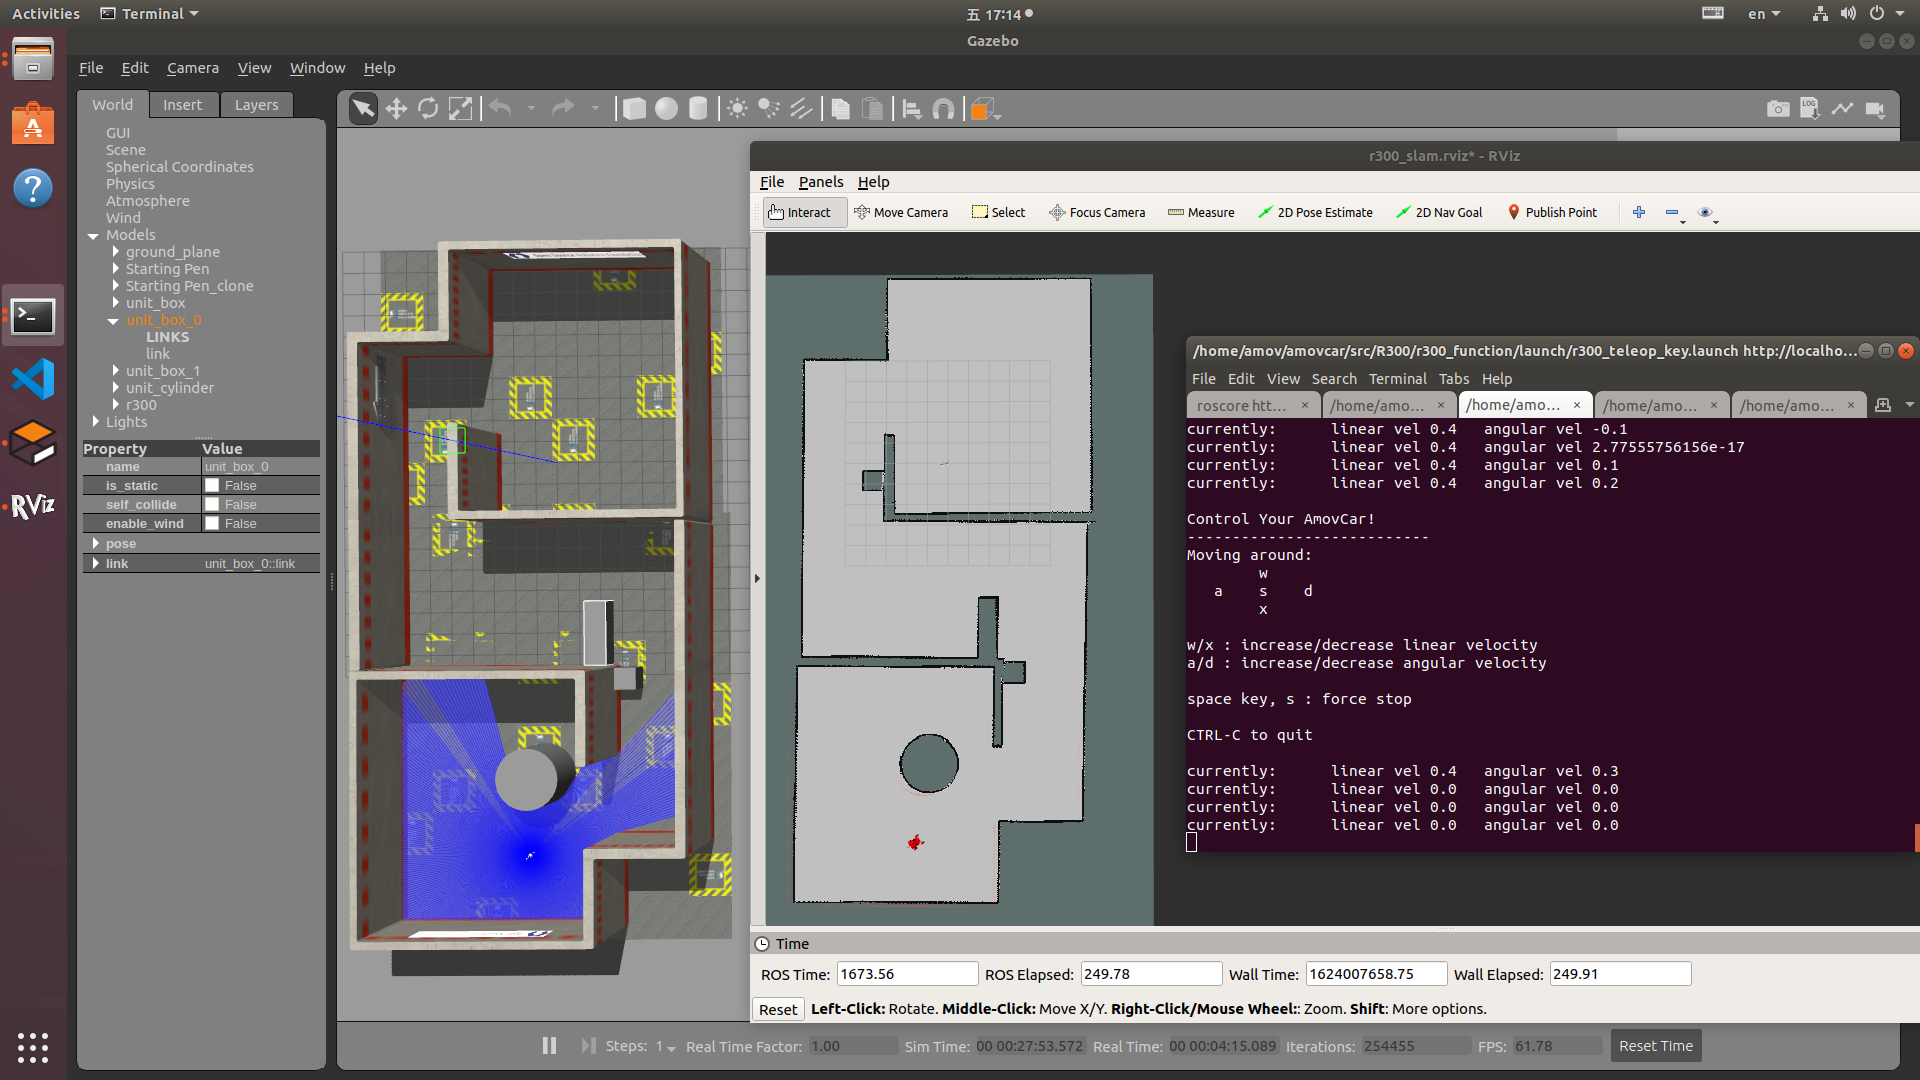 Activities
Terminal
五 17:14
en
Gazebo
File Edit Camera View Window Help
World Insert Layers
GUI
Scene
Spherical Coordinates
Physics
Atmosphere
Wind
Models
ground_plane
Starting Pen
Starting Pen_clone
unit_box
unit_box_0
LINKS
link
unit_box_1
unit_cylinder
r300
Lights
Property Value
name unit_box_0
is_static False
self_collide False
enable_wind False
pose
link unit_box_0::link
RViz
LOG
r300_slam.rviz* - RViz
File Panels Help
Interact Move Camera Select Focus Camera Measure 2D Pose Estimate 2D Nav Goal Publish Point
/home/amov/amovcar/src/R300/r300_function/launch/r300_teleop_key.launch http://localho...
File Edit View Search Terminal Tabs Help
roscore htt... × /home/amo... × /home/amo... × /home/amo... × /home/amo... ×
currently: linear vel 0.4 angular vel -0.1
currently: linear vel 0.4 angular vel 2.77555756156e-17
currently: linear vel 0.4 angular vel 0.1
currently: linear vel 0.4 angular vel 0.2
Control Your AmovCar!
---------------------------
Moving around:
w
a s d
x
w/x : increase/decrease linear velocity
a/d : increase/decrease angular velocity
space key, s : force stop
CTRL-C to quit
currently: linear vel 0.4 angular vel 0.3
currently: linear vel 0.0 angular vel 0.0
currently: linear vel 0.0 angular vel 0.0
currently: linear vel 0.0 angular vel 0.0
Time
ROS Time: 1673.56 ROS Elapsed: 249.78 Wall Time: 1624007658.75 Wall Elapsed: 249.91
Reset Left-Click: Rotate. Middle-Click: Move X/Y. Right-Click/Mouse Wheel:: Zoom. Shift: More options.
Steps: 1 Real Time Factor: 1.00 Sim Time: 00 00:27:53.572 Real Time: 00 00:04:15.089 Iterations: 254455 FPS: 61.78 Reset Time